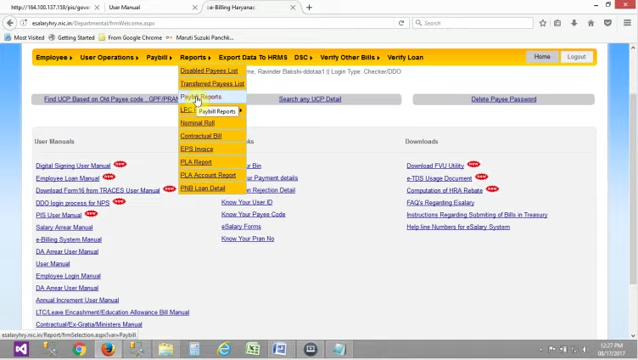 http://164.100.137.158/pis/gover
User Manual
:: e-Billing Haryana::
esalaryhry.nic.in/Departmental/frmWelcome.aspx
Search
Most Visited
Getting Started
From Google Chrome
Maruti Suzuki Panchk...
Employee User Operations Paybill Reports Export Data To HRMS DSC Verify Other Bills Verify Loan
Home
Logout
Disabled Payees List
me, Ravinder Bakshi-ddotaa1 :: Login Type: Checker/DDO
Transferred Payees List
Find UCP Based on Old Payee code ..GPF/PRAN
Paybill Reports
Search any UCP Detail
Delete Payee Password
LPC
Paybill Reports
Nominal Roll
Contractual Bill
EPS Invoice
PLA Report
PLA Account Report
PNB Loan Detail
User Manuals
Digital Signing User Manual
Employee Loan Manual
Download Form16 from TRACES User Manual
DDO login process for NPS
PIS User Manual
Salary Arrear Manual
e-Billing System Manual
DA Arrear User Manual
User Manual
Employee Login Manual
DA Arrear User Manual
Annual Increment User Manual
LTC/Leave Encashment/Education Allowance Bill Manual
Contractual/Ex-Gratia/Ministers Manual
Bin
Payment details
n Rejection Detail
Know Your User ID
Know Your Payee Code
eSalary Forms
Know Your Pran No
Downloads
Download FVU Utility
e-TDS Usage Document
Computation of HRA Rebate
FAQ's Regarding eSalary
Instructions Regarding Submiting of Bills in Treasury
Help line Numbers for eSalary System
esalaryhry.nic.in/Report/frmSelection.aspx?var=Paybill
12:27 PM
08/17/2017